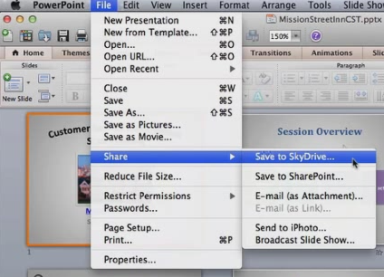 PowerPoint File Edit View Insert Format Arrange Tools Slide Show
MissionStreetInnCST.pptx
150%
Home Themes Transitions Animations
Slides
New Slide
New Presentation ⌘N
New from Template... ⇧⌘P
Open... ⌘O
Open URL... ⇧⌘O
Open Recent
Close ⌘W
Save ⌘S
Save As... ⇧⌘S
Save as Pictures...
Save as Movie...
Share
Reduce File Size...
Restrict Permissions
Passwords...
Page Setup...
Print... ⌘P
Properties...
Save to SkyDrive...
Save to SharePoint...
E-mail (as Attachment)...
E-mail (as Link)...
Send to iPhoto...
Broadcast Slide Show...
Customer
Session Overview
1